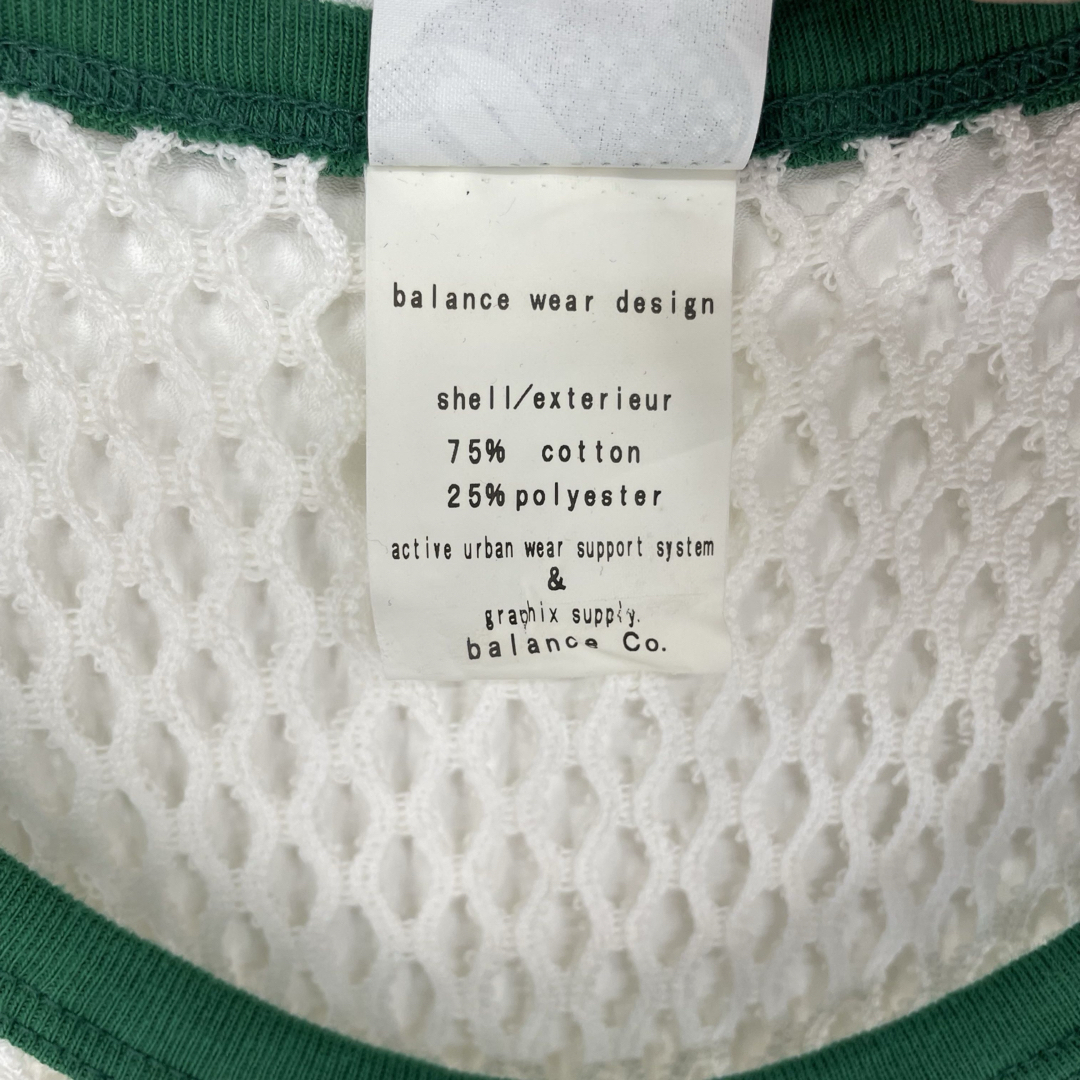 balance wear design
shell/exterieur
75% cotton
25% polyester
active urban wear support system
&
graphix supply.
balance Co.